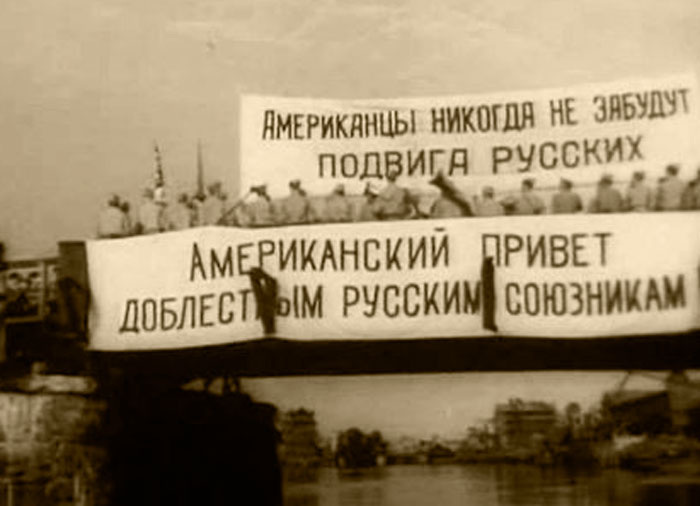 Американцы никогда не забудут
подвига русских
Американский привет
доблестным русским союзникам